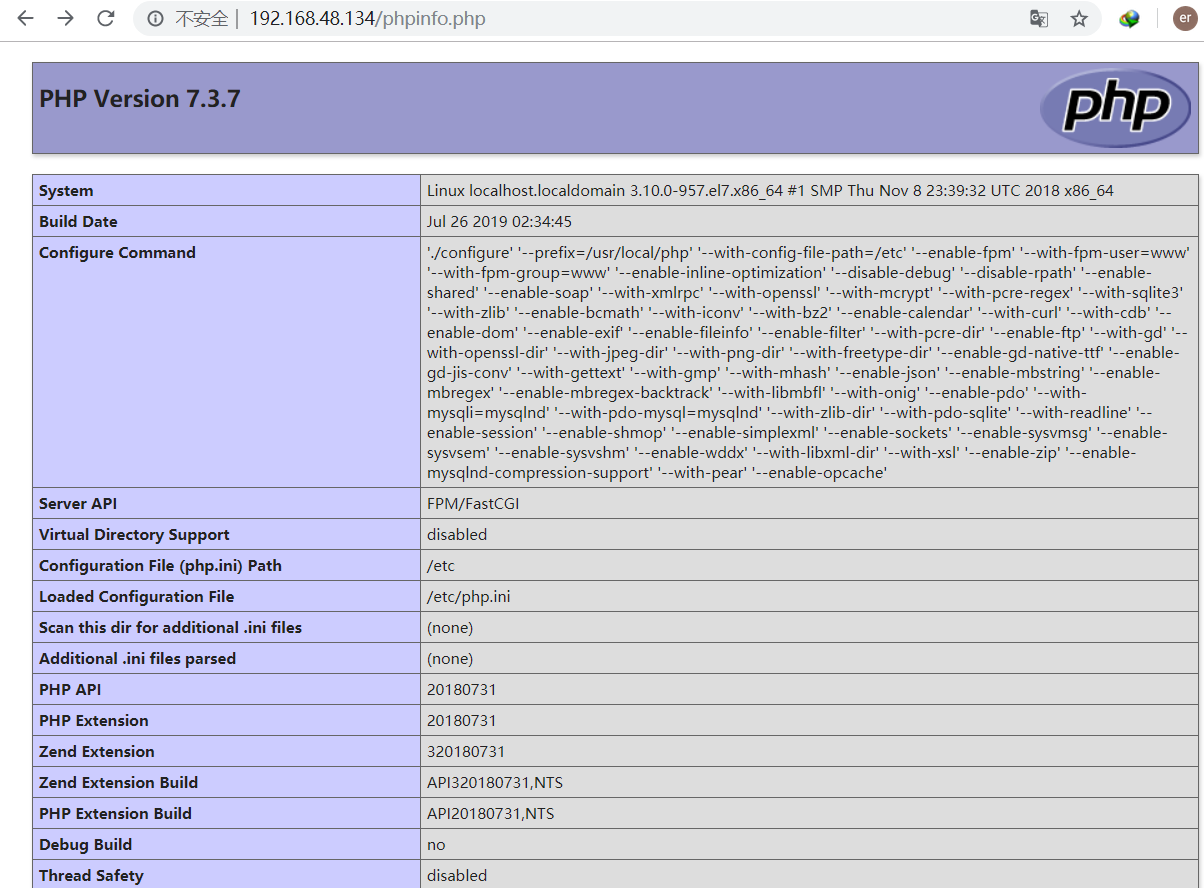 不安全 | 192.168.48.134/phpinfo.php
er
PHP Version 7.3.7
php
System Linux localhost.localdomain 3.10.0-957.el7.x86_64 #1 SMP Thu Nov 8 23:39:32 UTC 2018 x86_64
Build Date Jul 26 2019 02:34:45
Configure Command './configure' '--prefix=/usr/local/php' '--with-config-file-path=/etc' '--enable-fpm' '--with-fpm-user=www'
'--with-fpm-group=www' '--enable-inline-optimization' '--disable-debug' '--disable-rpath' '--enable-
shared' '--enable-soap' '--with-xmlrpc' '--with-openssl' '--with-mcrypt' '--with-pcre-regex' '--with-sqlite3'
'--with-zlib' '--enable-bcmath' '--with-iconv' '--with-bz2' '--enable-calendar' '--with-curl' '--with-cdb' '--
enable-dom' '--enable-exif' '--enable-fileinfo' '--enable-filter' '--with-pcre-dir' '--enable-ftp' '--with-gd' '--
with-openssl-dir' '--with-jpeg-dir' '--with-png-dir' '--with-freetype-dir' '--enable-gd-native-ttf' '--enable-
gd-jis-conv' '--with-gettext' '--with-gmp' '--with-mhash' '--enable-json' '--enable-mbstring' '--enable-
mbregex' '--enable-mbregex-backtrack' '--with-libmbfl' '--with-onig' '--enable-pdo' '--with-
mysqli=mysqlnd' '--with-pdo-mysql=mysqlnd' '--with-zlib-dir' '--with-pdo-sqlite' '--with-readline' '--
enable-session' '--enable-shmop' '--enable-simplexml' '--enable-sockets' '--enable-sysvmsg' '--enable-
sysvsem' '--enable-sysvshm' '--enable-wddx' '--with-libxml-dir' '--with-xsl' '--enable-zip' '--enable-
mysqlnd-compression-support' '--with-pear' '--enable-opcache'
Server API FPM/FastCGI
Virtual Directory Support disabled
Configuration File (php.ini) Path /etc
Loaded Configuration File /etc/php.ini
Scan this dir for additional .ini files (none)
Additional .ini files parsed (none)
PHP API 20180731
PHP Extension 20180731
Zend Extension 320180731
Zend Extension Build API320180731,NTS
PHP Extension Build API20180731,NTS
Debug Build no
Thread Safety disabled